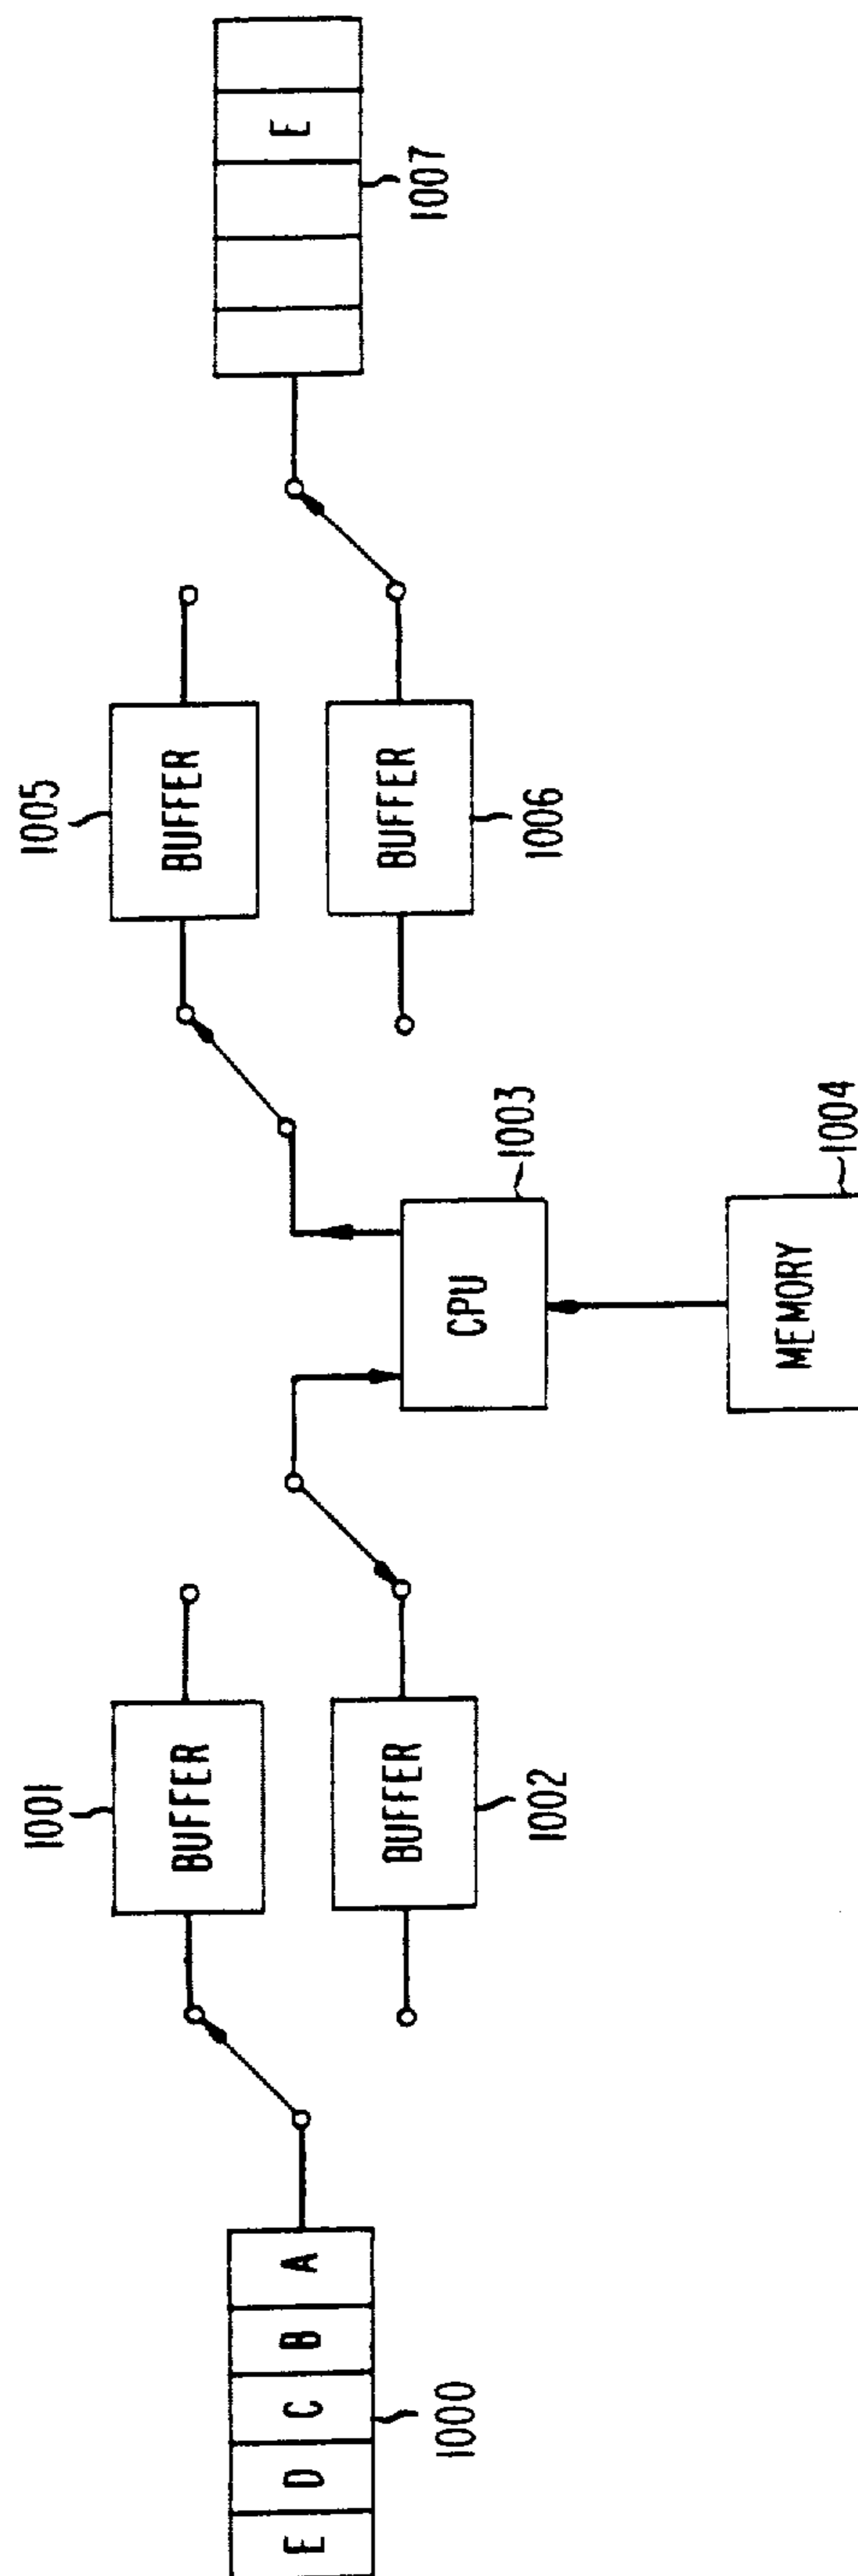 1001
1005
BUFFER
BUFFER
E D C B A
E
1000
1007
BUFFER
BUFFER
1002
1006
CPU
1003
MEMORY
1004